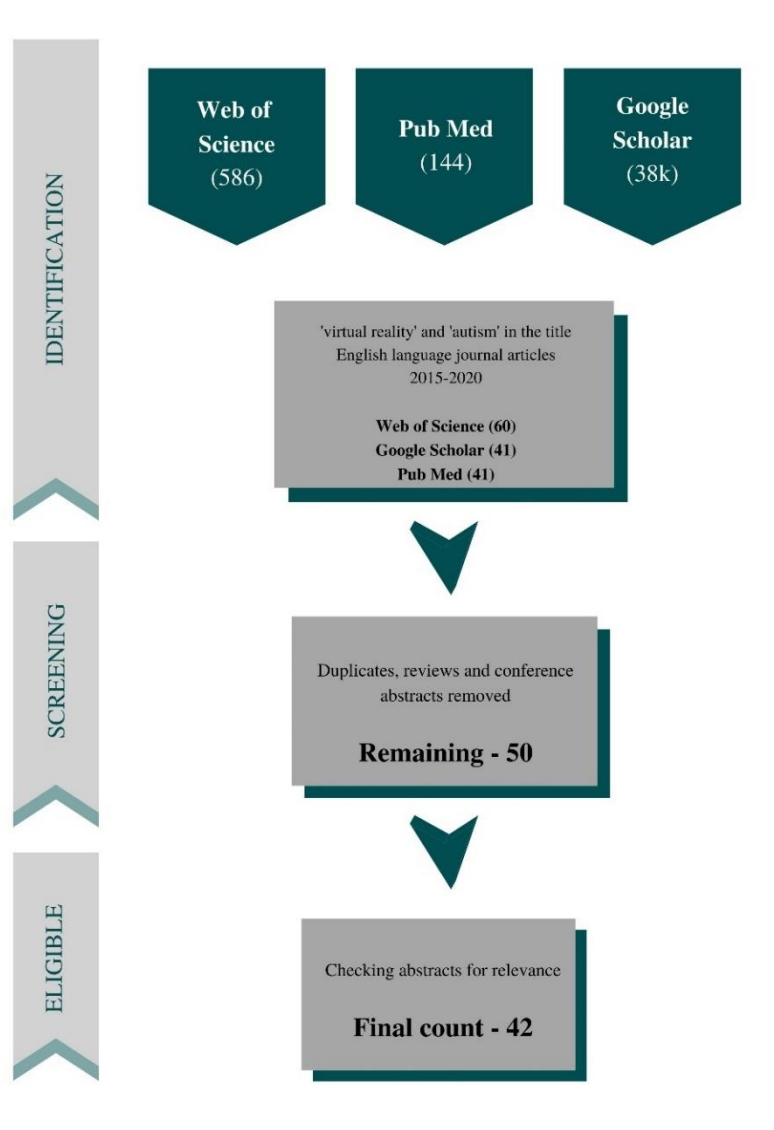 IDENTIFICATION
Web of
Science
(586)
Pub Med
(144)
Google
Scholar
(38k)
'virtual reality' and 'autism' in the title
English language journal articles
2015-2020
Web of Science (60)
Google Scholar (41)
Pub Med (41)
SCREENING
Duplicates, reviews and conference
abstracts removed
Remaining - 50
ELIGIBLE
Checking abstracts for relevance
Final count - 42